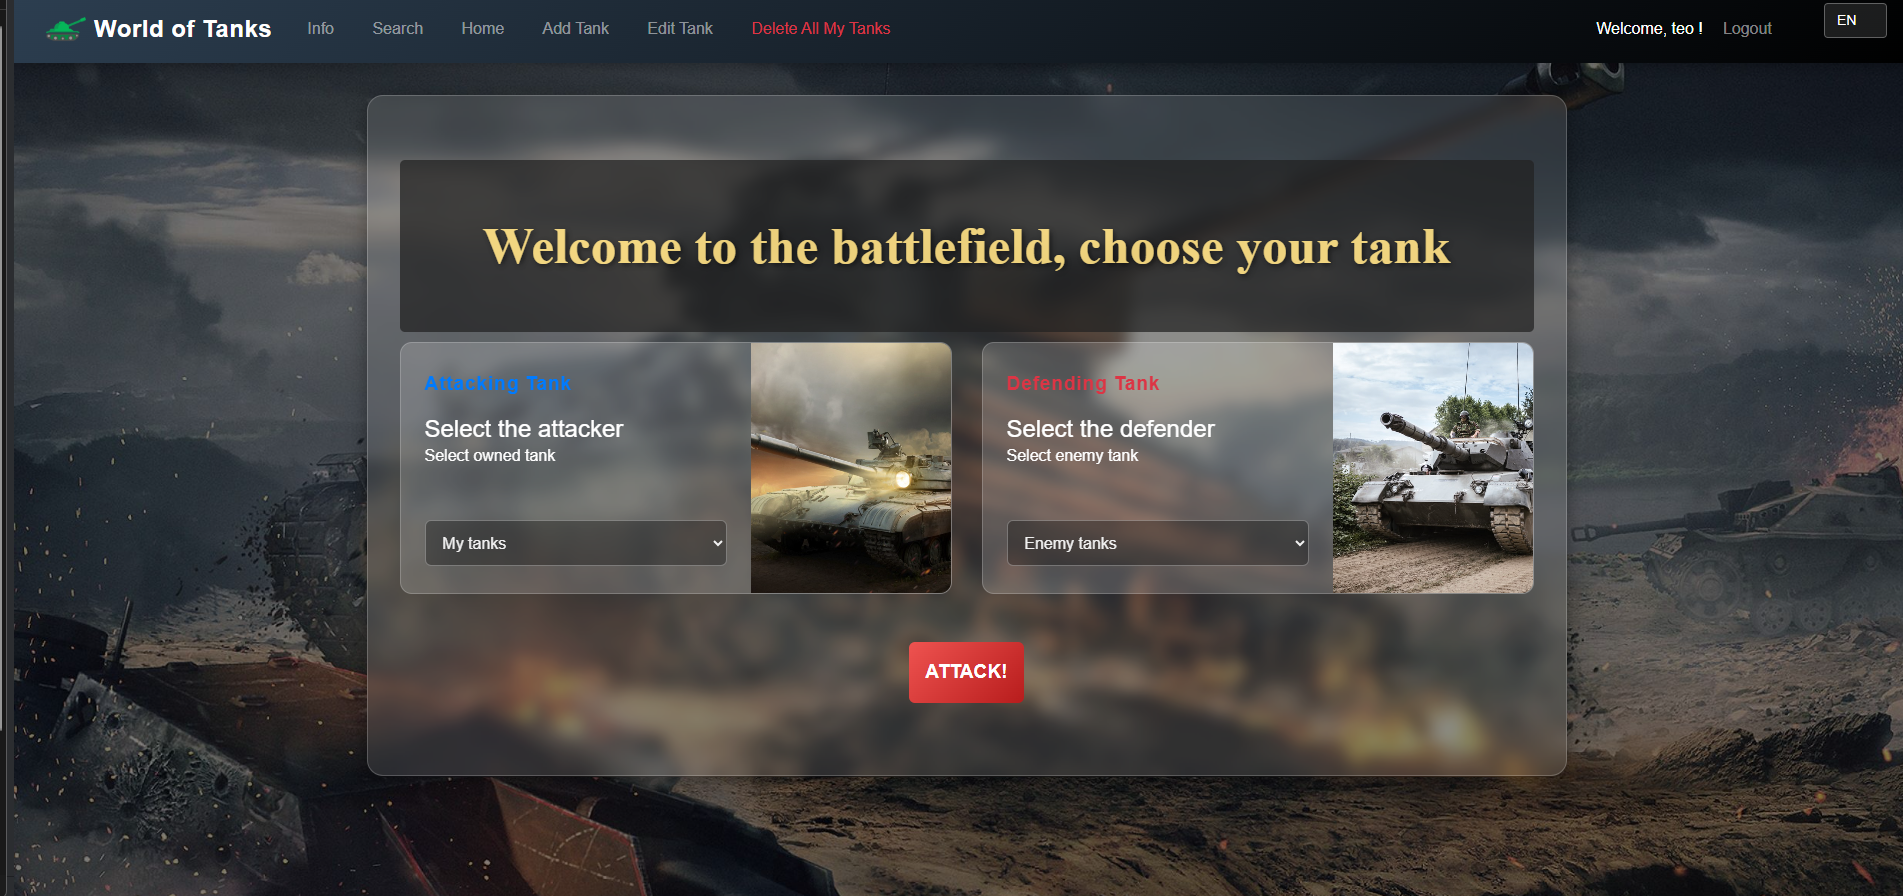 World of Tanks
Info
Search
Home
Add Tank
Edit Tank
Delete All My Tanks
Welcome, teo !
Logout
EN
Welcome to the battlefield, choose your tank
Attacking Tank
Select the attacker
Select owned tank
My tanks
Defending Tank
Select the defender
Select enemy tank
Enemy tanks
ATTACK!